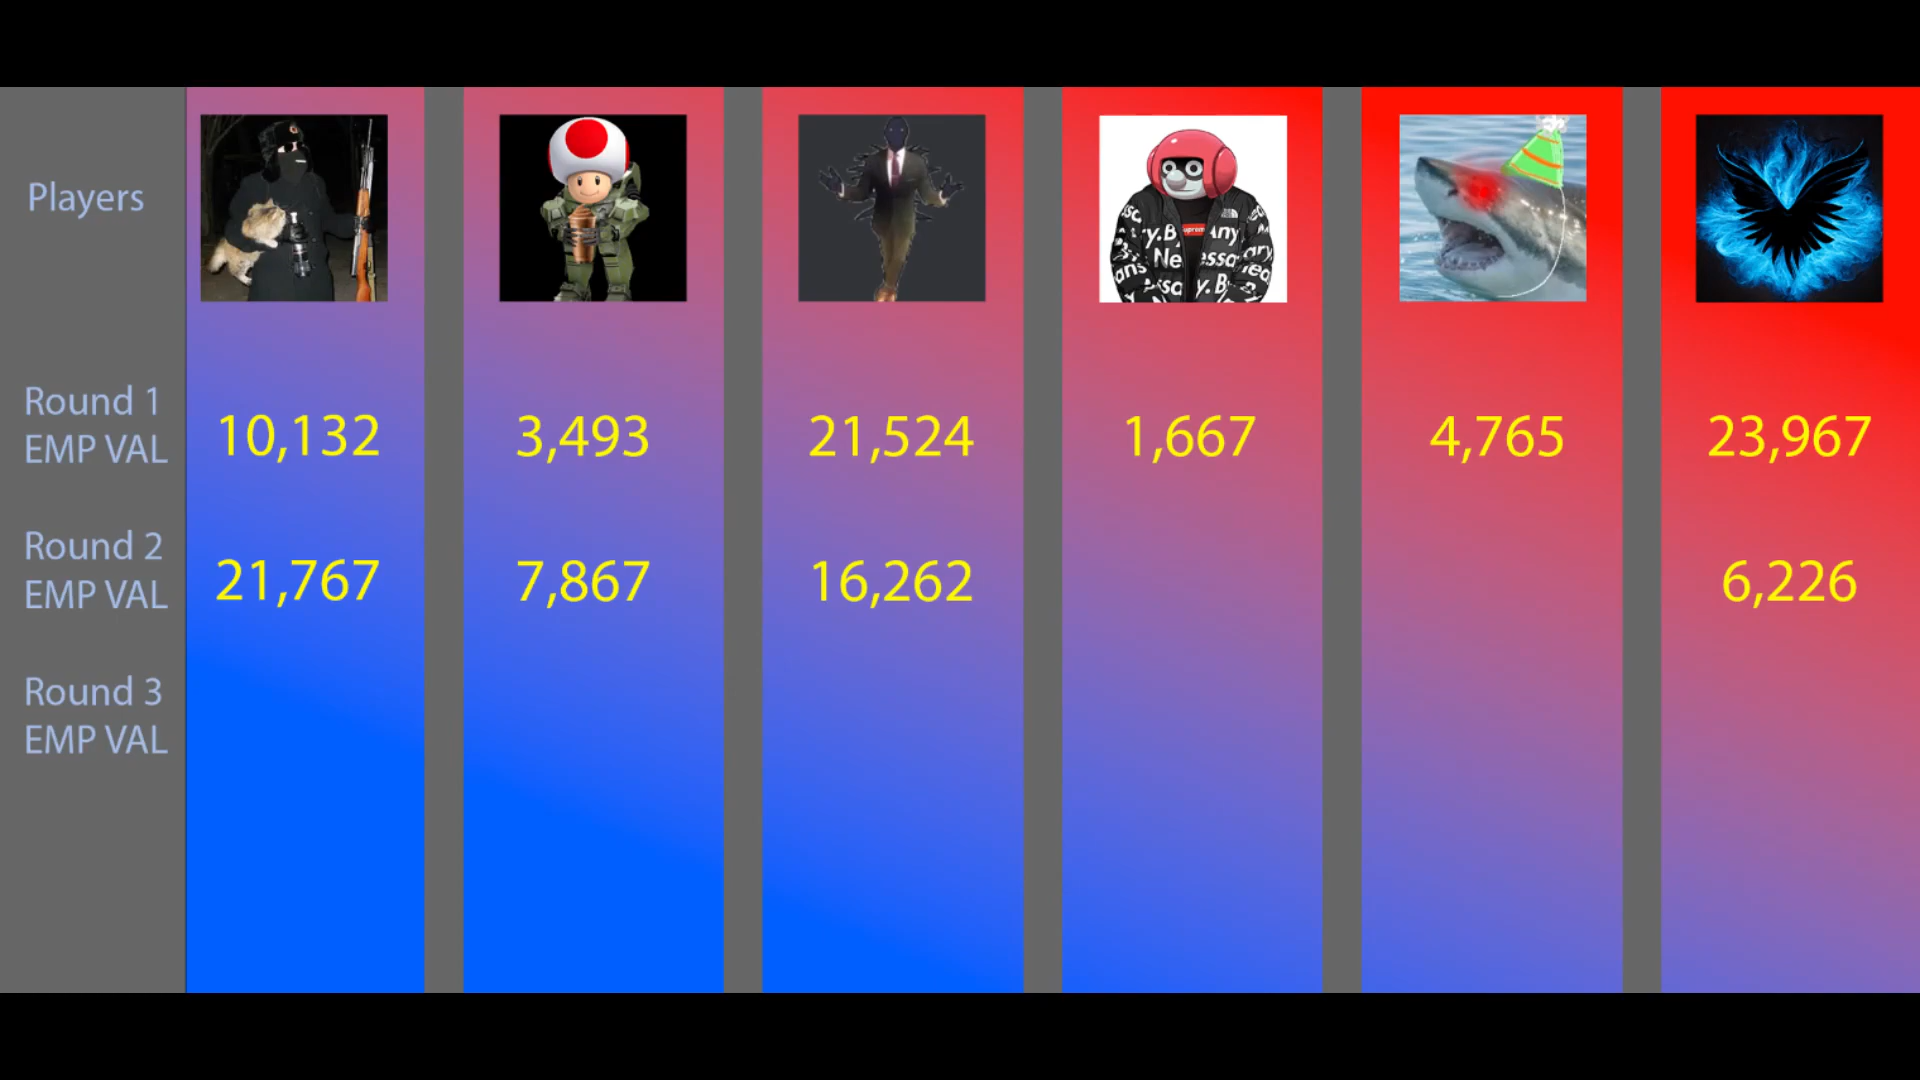 Players
Round 1
EMP VAL
10,132
3,493
21,524
1,667
4,765
23,967
Round 2
EMP VAL
21,767
7,867
16,262
6,226
Round 3
EMP VAL